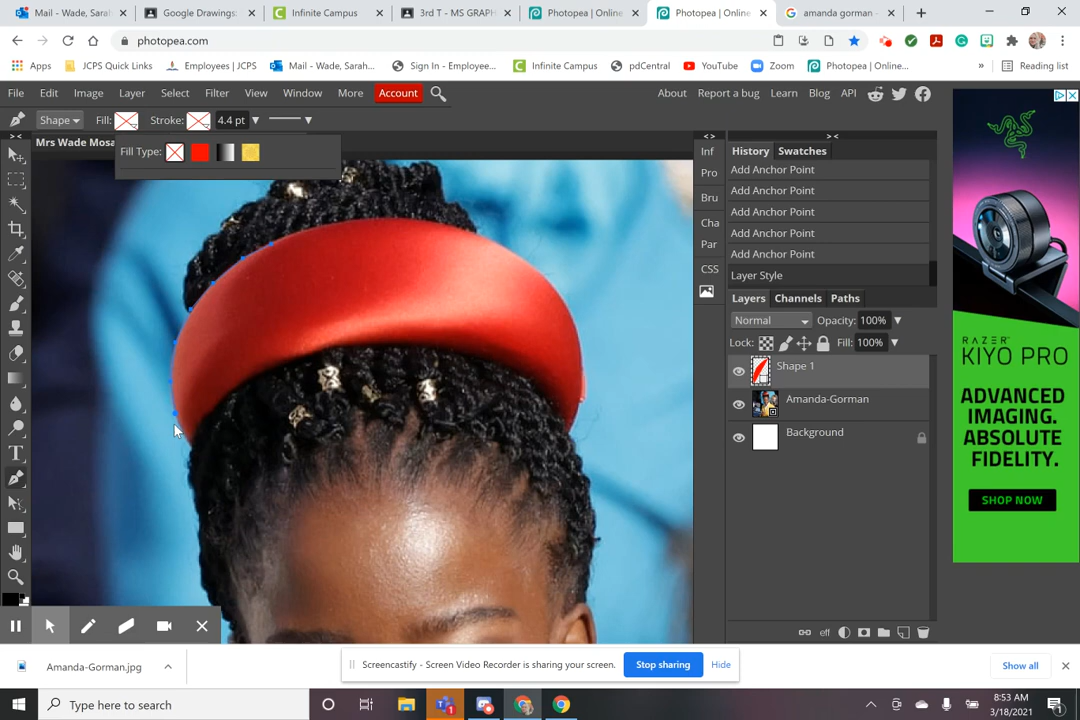 Mail - Wade, Sarah
Google Drawings:
Infinite Campus
3rd T - MS GRAPH
Photopea | Online
Photopea | Online
amanda gorman -
photopea.com
Apps
JCPS Quick Links
Employees | JCPS
Mail - Wade, Sarah...
Sign In - Employee...
Infinite Campus
pdCentral
YouTube
Zoom
Photopea | Online...
»
Reading list
File Edit Image Layer Select Filter View Window More Account
About Report a bug Learn Blog API
Shape Fill: Stroke: 4.4 pt
Mrs Wade Mosa
Fill Type:
Inf
Pro
Bru
Cha
Par
CSS
History Swatches
Add Anchor Point
Add Anchor Point
Add Anchor Point
Add Anchor Point
Add Anchor Point
Layer Style
Layers Channels Paths
Normal Opacity: 100%
Lock: Fill: 100%
Shape 1
Amanda-Gorman
Background
eff
RAZER
KIYO PRO
ADVANCED
IMAGING.
ABSOLUTE
FIDELITY.
SHOP NOW
Amanda-Gorman.jpg
Screencastify - Screen Video Recorder is sharing your screen.
Stop sharing
Hide
Show all
Type here to search
8:53 AM
3/18/2021
1
1